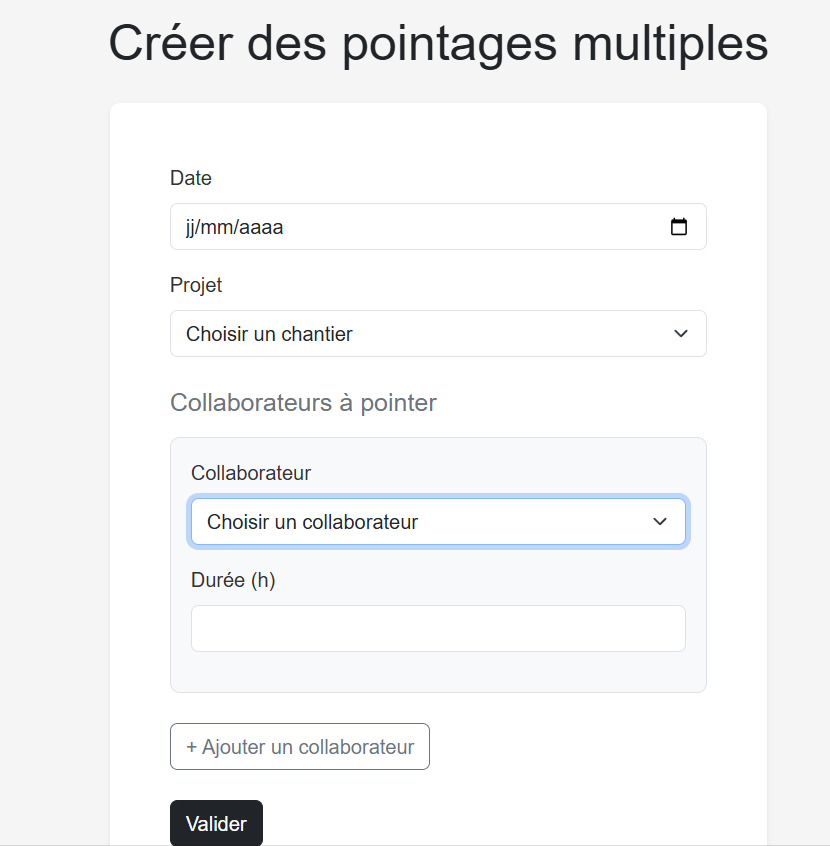 Créer des pointages multiples
Date
jj/mm/aaaa
Projet
Choisir un chantier
Collaborateurs à pointer
Collaborateur
Choisir un collaborateur
Durée (h)
+ Ajouter un collaborateur
Valider